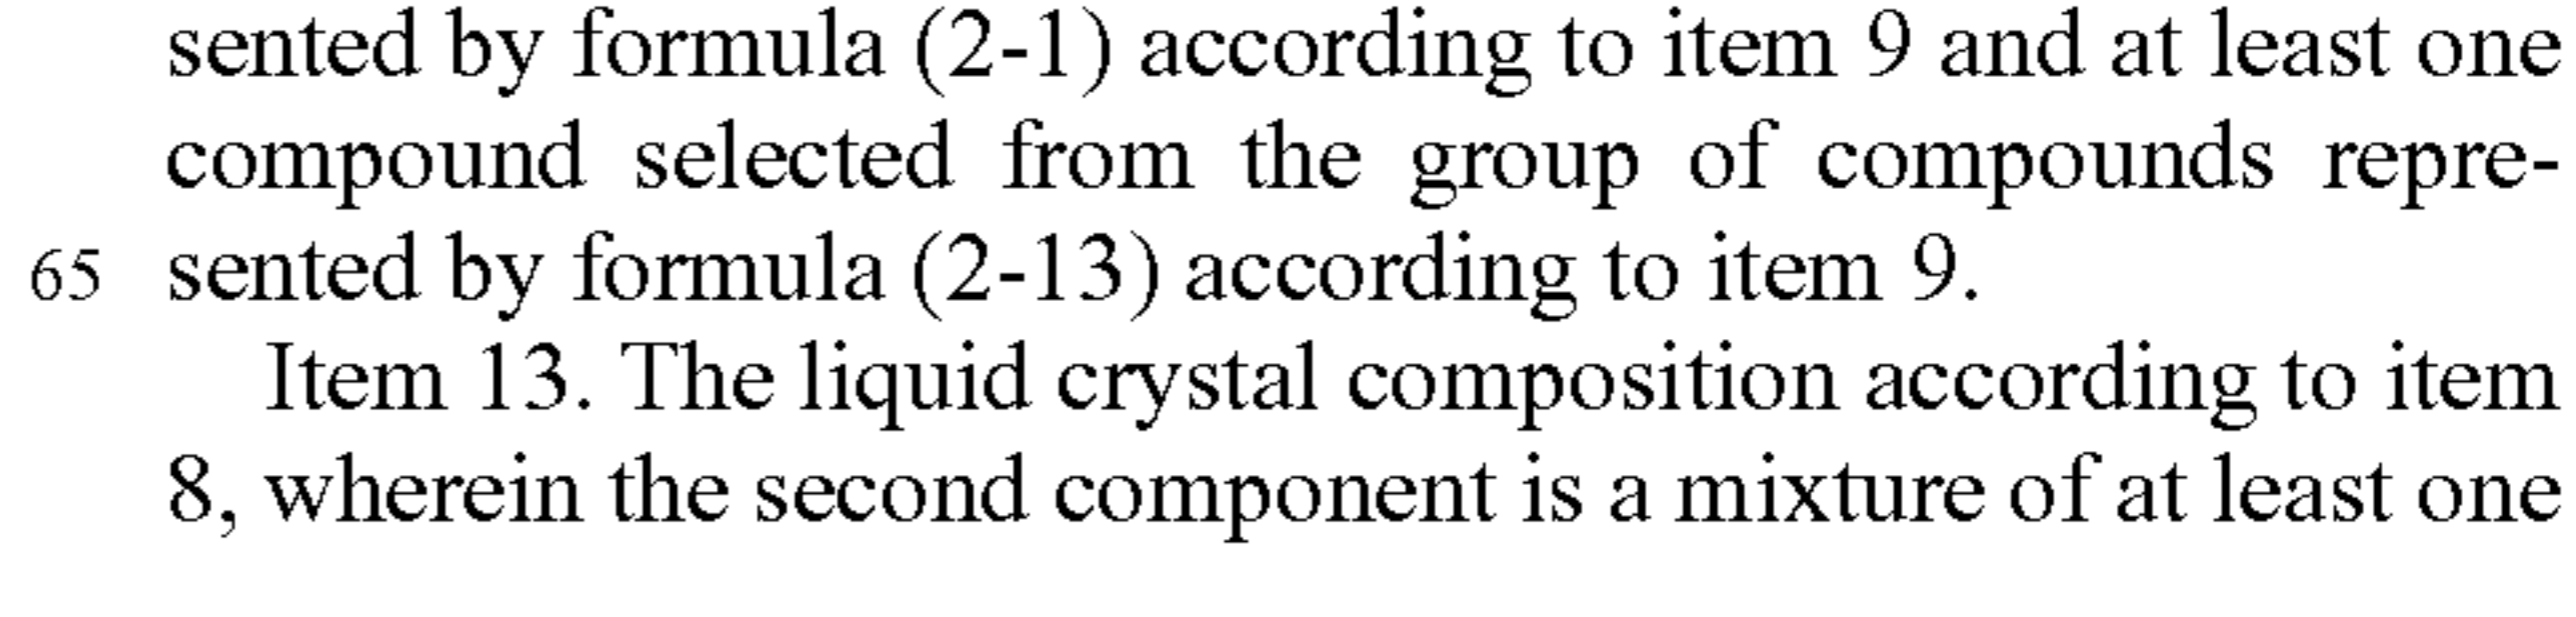 sented by formula (2-1) according to item 9 and at least one
compound selected from the group of compounds repre-
65 sented by formula (2-13) according to item 9.
Item 13. The liquid crystal composition according to item
8, wherein the second component is a mixture of at least one